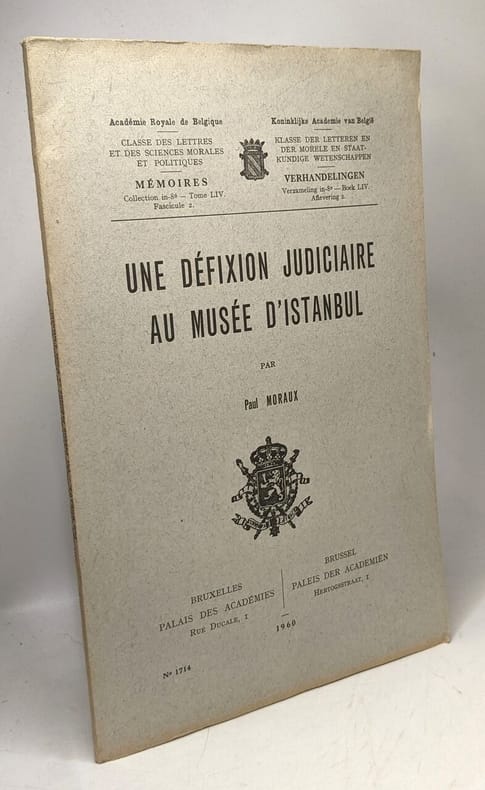 Académie Royale de Belgique
CLASSE DES LETTRES
ET DES SCIENCES MORALES
ET POLITIQUES
MÉMOIRES
Collection in-8º — Tome LIV.
Fascicule 2.
Koninklijke Academie van België
KLASSE DER LETTEREN EN
DER MORELE EN STAAT-
KUNDIGE WETENSCHAPPEN
VERHANDELINGEN
Verzameling in-8º — Boek LIV.
Aflevering 2.
UNE DÉFIXION JUDICIAIRE
AU MUSÉE D'ISTANBUL
PAR
Paul MORAUX
BRUXELLES
PALAIS DES ACADÉMIES
RUE DUCALE, 1
BRUSSEL
PALEIS DER ACADEMIËN
HERTOGSSTRAAT, 1
1960
Nº 1714